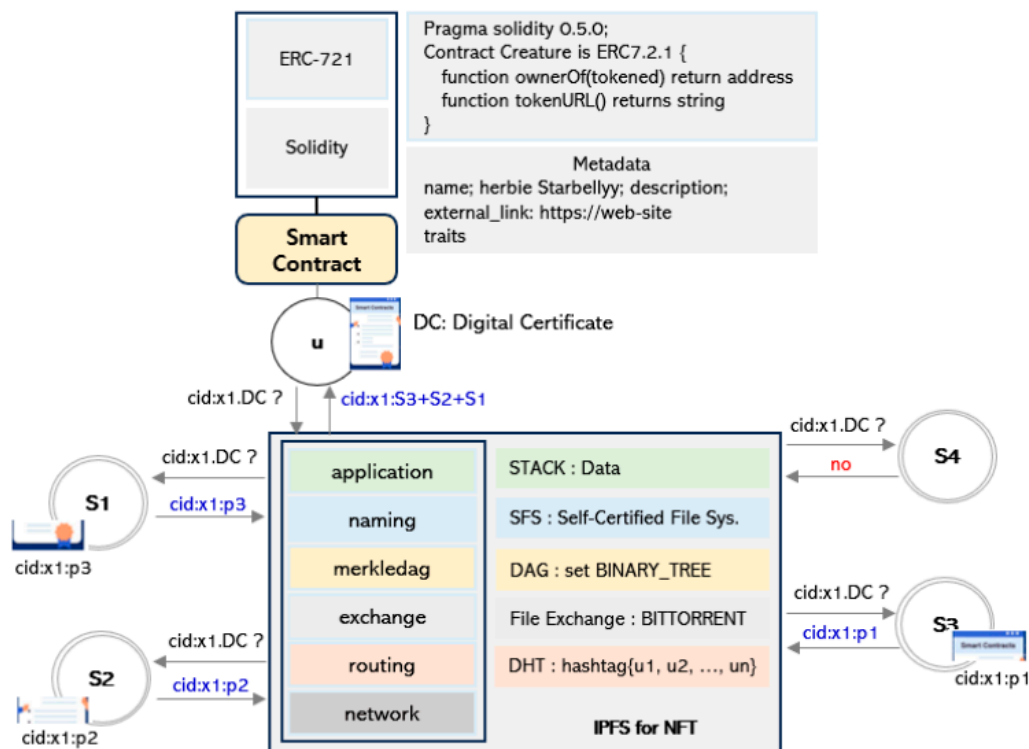 ERC-721
Solidity
Pragma solidity 0.5.0;
Contract Creature is ERC7.2.1 {
function ownerOf(tokened) return address
function tokenURL() returns string
}
Metadata
name; herbie Starbellyy; description;
external_link: https://web-site
traits
Smart
Contract
Smart Contracts
u
DC: Digital Certificate
cid:x1.DC ?
cid:x1:S3+S2+S1
cid:x1.DC ?
S1
cid:x1:p3
cid:x1:p3
cid:x1.DC ?
S2
cid:x1:p2
cid:x1:p2
application
naming
merkledag
exchange
routing
network
STACK : Data
SFS : Self-Certified File Sys.
DAG : set BINARY_TREE
File Exchange : BITTORRENT
DHT : hashtag{u1, u2, ..., un}
IPFS for NFT
cid:x1.DC ?
S4
no
cid:x1.DC ?
S3
cid:x1:p1
Smart Contracts
cid:x1:p1